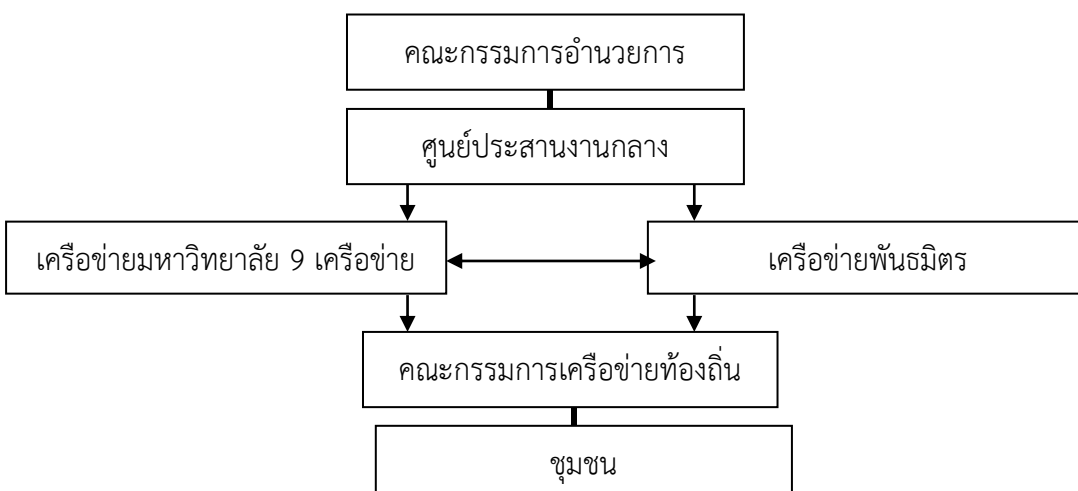 คณะกรรมการอำนวยการ
ศูนย์ประสานงานกลาง
เครือข่ายมหาวิทยาลัย 9 เครือข่าย
เครือข่ายพันธมิตร
คณะกรรมการเครือข่ายท้องถิ่น
ชุมชน